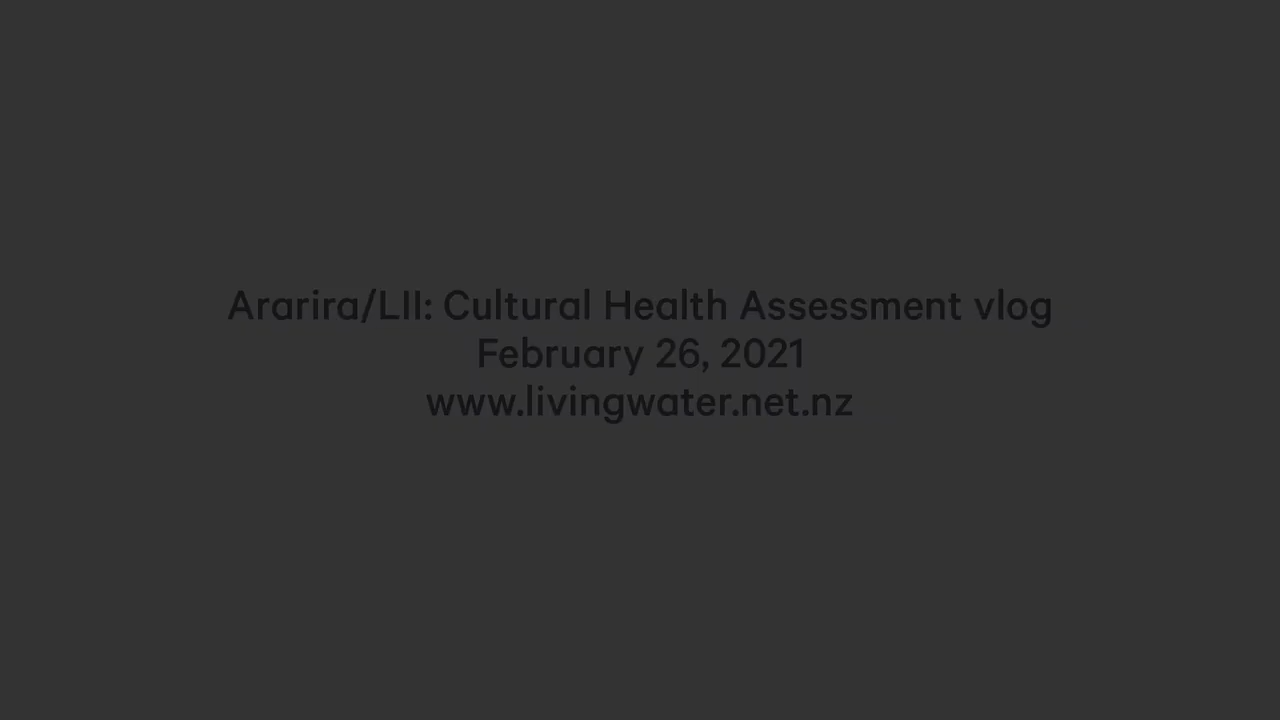 Ararira/LII: Cultural Health Assessment vlog
February 26, 2021
www.livingwater.net.nz